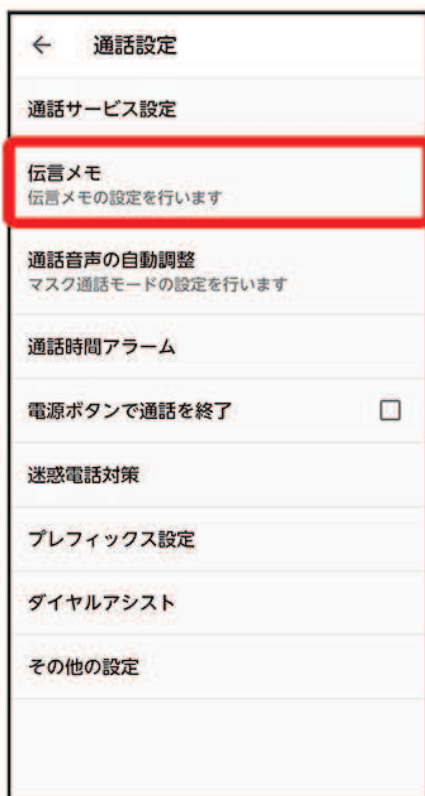 通話設定
通話サービス設定
伝言メモ
伝言メモの設定を行います
通話音声の自動調整
マスク通話モードの設定を行います
通話時間アラーム
電源ボタンで通話を終了
迷惑電話対策
プレフィックス設定
ダイヤルアシスト
その他の設定